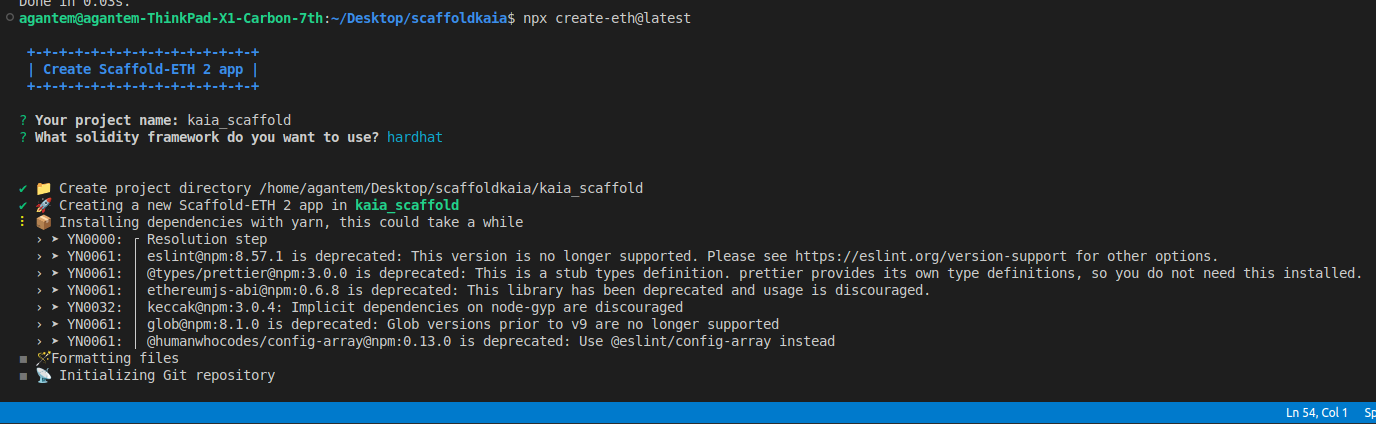 Done in 0.03s.
agantem@agantem-ThinkPad-X1-Carbon-7th:~/Desktop/scaffoldkaia$ npx create-eth@latest
+-+-+-+-+-+-+-+-+-+-+-+-+-+-+
| Create Scaffold-ETH 2 app |
+-+-+-+-+-+-+-+-+-+-+-+-+-+-+
? Your project name: kaia_scaffold
? What solidity framework do you want to use? hardhat
✔ 📁 Create project directory /home/agantem/Desktop/scaffoldkaia/kaia_scaffold
✔ 🚀 Creating a new Scaffold-ETH 2 app in kaia_scaffold
⠇ 📦 Installing dependencies with yarn, this could take a while
› ➤ YN0000: ┌ Resolution step
› ➤ YN0061: │ eslint@npm:8.57.1 is deprecated: This version is no longer supported. Please see https://eslint.org/version-support for other options.
› ➤ YN0061: │ @types/prettier@npm:3.0.0 is deprecated: This is a stub types definition. prettier provides its own type definitions, so you do not need this installed.
› ➤ YN0061: │ ethereumjs-abi@npm:0.6.8 is deprecated: This library has been deprecated and usage is discouraged.
› ➤ YN0032: │ keccak@npm:3.0.4: Implicit dependencies on node-gyp are discouraged
› ➤ YN0061: │ glob@npm:8.1.0 is deprecated: Glob versions prior to v9 are no longer supported
› ➤ YN0061: │ @humanwhocodes/config-array@npm:0.13.0 is deprecated: Use @eslint/config-array instead
◼ 🪄Formatting files
◼ 📡 Initializing Git repository
Ln 54, Col 1 Sp